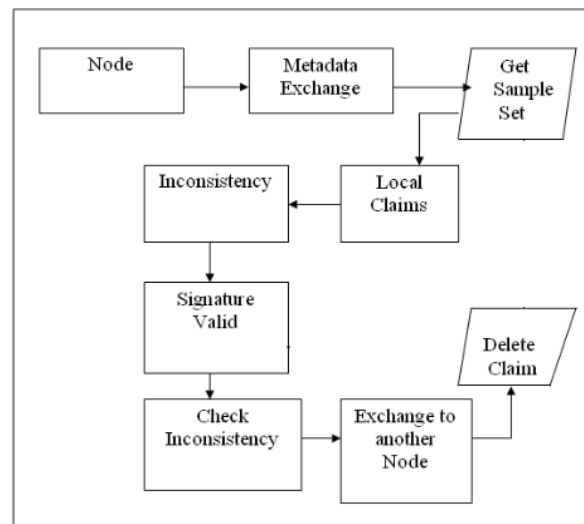 Node
Metadata
Exchange
Get
Sample
Set
Inconsistency
Local
Claims
Signature
Valid
Delete
Claim
Check
Inconsistency
Exchange to
another
Node